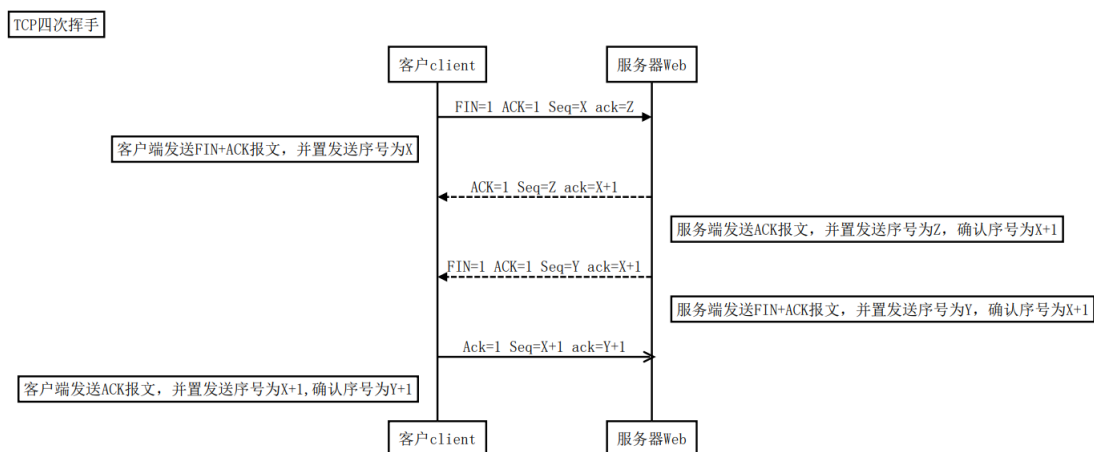 TCP四次挥手
客户client
服务器Web
FIN=1 ACK=1 Seq=X ack=Z
客户端发送FIN+ACK报文, 并置发送序号为X
ACK=1 Seq=Z ack=X+1
服务端发送ACK报文, 并置发送序号为Z, 确认序号为X+1
FIN=1 ACK=1 Seq=Y ack=X+1
服务端发送FIN+ACK报文, 并置发送序号为Y, 确认序号为X+1
Ack=1 Seq=X+1 ack=Y+1
客户端发送ACK报文, 并置发送序号为X+1,确认序号为Y+1
客户client
服务器Web